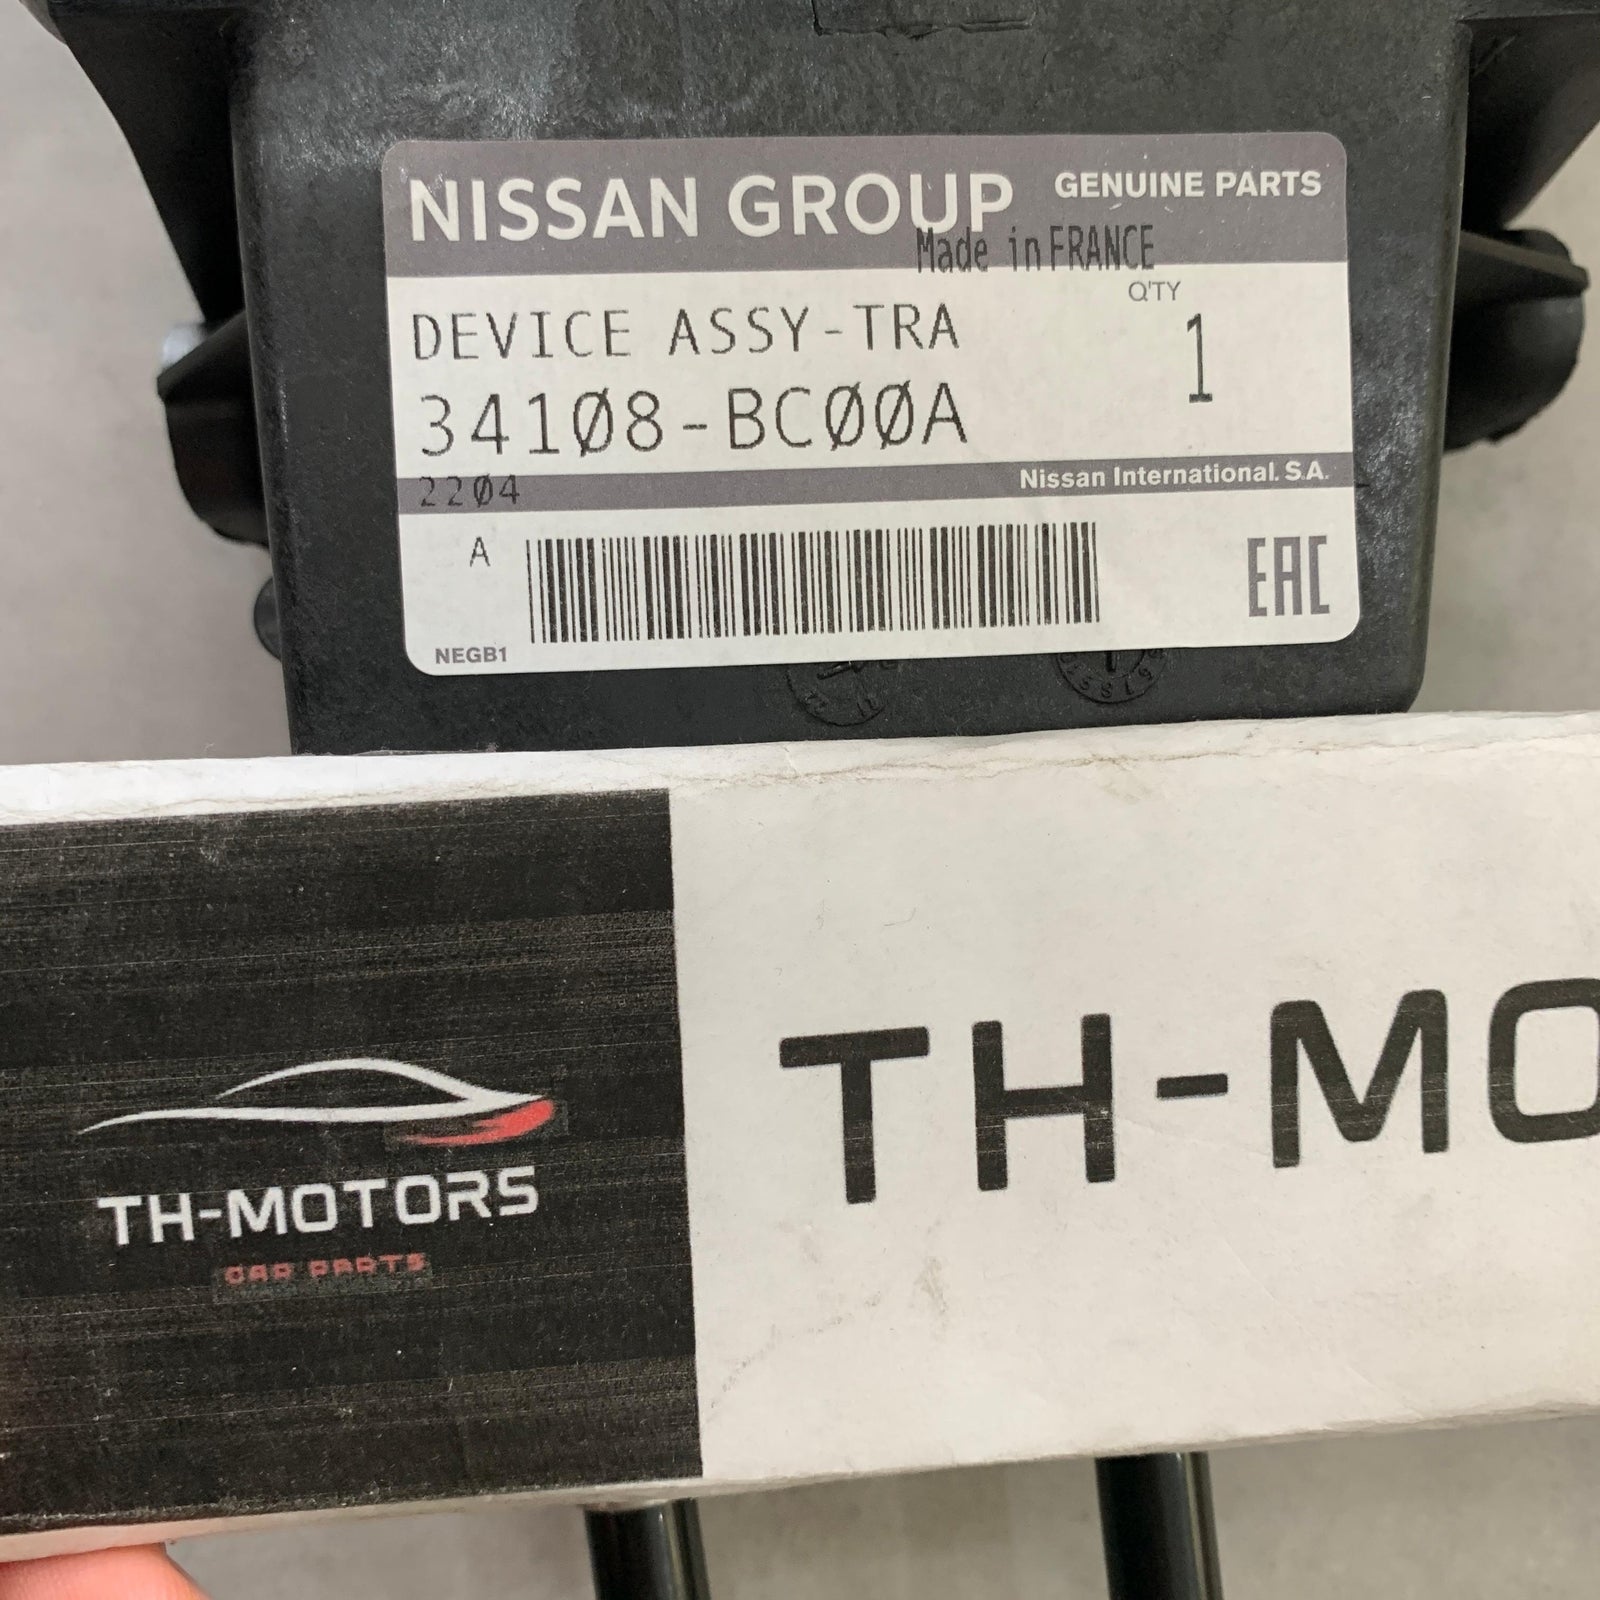 NISSAN GROUP GENUINE PARTS
Made in FRANCE
Q'TY
DEVICE ASSY-TRA
1
34108-BC00A
2204 Nissan International. S.A.
A
EAC
NEGB1
TH-MO
TH-MOTORS
CAR PARTS